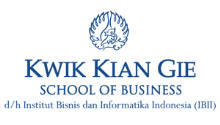 KWIK KIAN GIE
SCHOOL OF BUSINESS
d/h Institut Bisnis dan Informatika Indonesia (IBII)